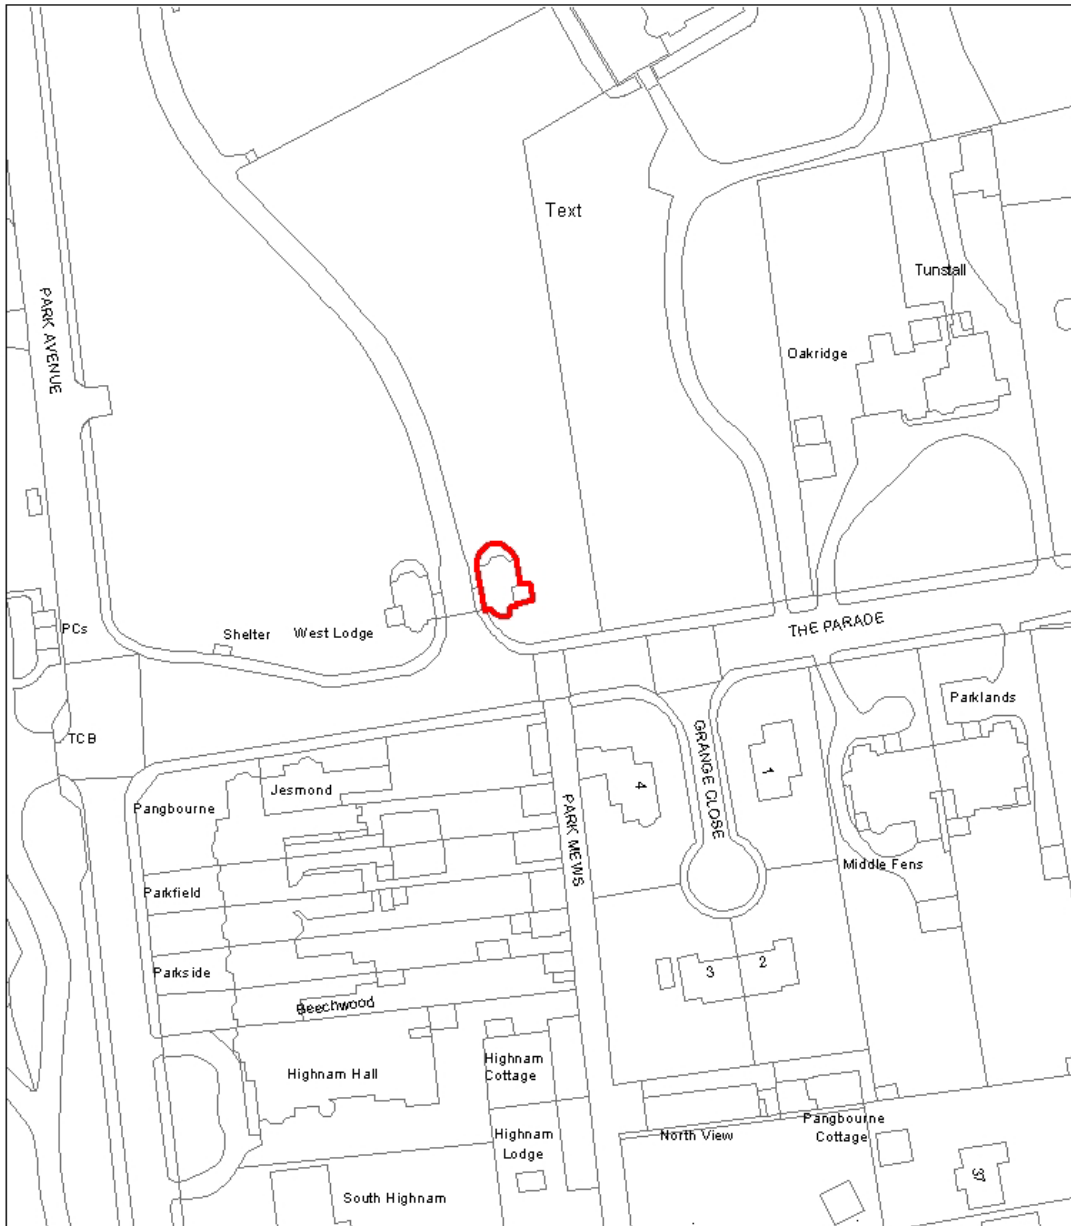 Text
Tunstall
PARK AVENUE
Oakridge
PCs
Shelter
West Lodge
THE PARADE
Parklands
TCB
GRANGE CLOSE
1
4
Jesmond
Pangbourne
PARK MEWS
Middle Fens
Parkfield
Parkside
3
2
Beechwood
Highnam Hall
Highnam
Cottage
Highnam
Lodge
North View
Pangbourne
Cottage
37
South Highnam